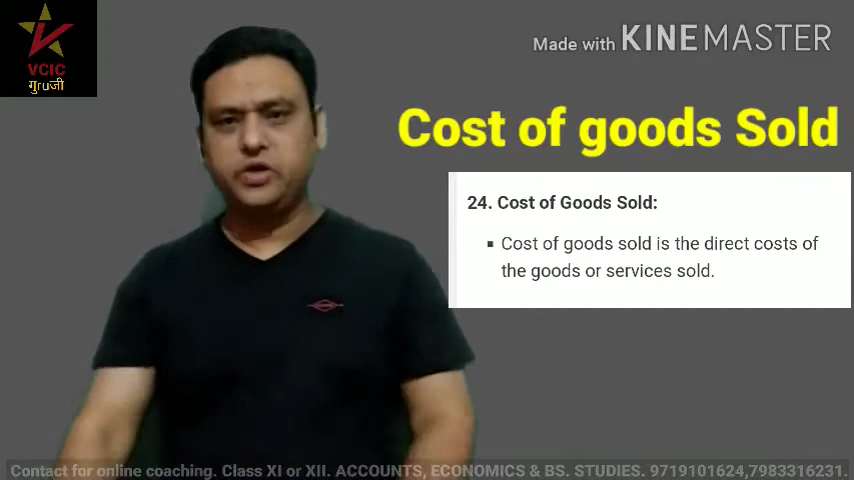 VCIC
गुruजी
Made with KINEMASTER
Cost of goods Sold
24. Cost of Goods Sold:
▪ Cost of goods sold is the direct costs of
the goods or services sold.
Contact for online coaching. Class XI or XII. ACCOUNTS, ECONOMICS & BS. STUDIES. 9719101624,7983316231.